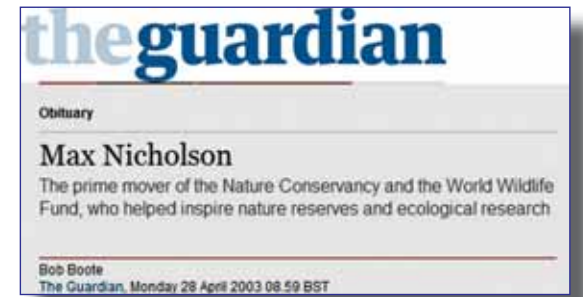 theguardian
Obituary
Max Nicholson
The prime mover of the Nature Conservancy and the World Wildlife
Fund, who helped inspire nature reserves and ecological research
Bob Boote
The Guardian, Monday 28 April 2003 08.59 BST